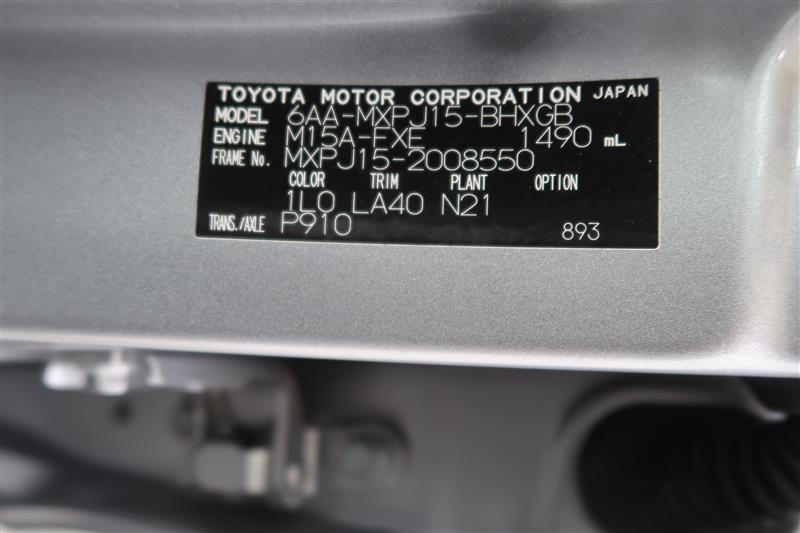 TOYOTA MOTOR CORPORATION JAPAN
MODEL 6AA-MXPJ15-BHXGB
ENGINE M15A-FXE 1490 mL
FRAME No. MXPJ15-2008550
COLOR TRIM PLANT OPTION
1L0 LA40 N21
TRANS./AXLE P910 893